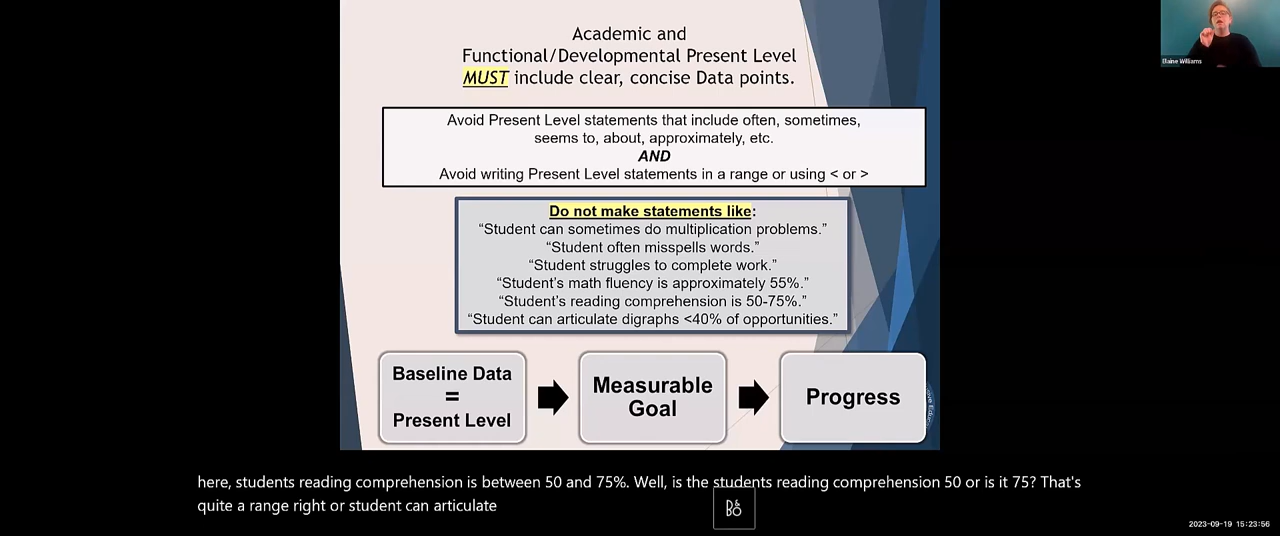 Academic and
Functional/Developmental Present Level
MUST include clear, concise Data points.
Elaine Williams
Avoid Present Level statements that include often, sometimes,
seems to, about, approximately, etc.
AND
Avoid writing Present Level statements in a range or using < or >
Do not make statements like:
“Student can sometimes do multiplication problems.”
“Student often misspells words.”
“Student struggles to complete work.”
“Student’s math fluency is approximately 55%.”
“Student’s reading comprehension is 50-75%.”
“Student can articulate digraphs <40% of opportunities.”
Baseline Data
=
Present Level
Measurable
Goal
Progress
here, students reading comprehension is between 50 and 75%. Well, is the students reading comprehension 50 or is it 75? That's
quite a range right or student can articulate
2023-09-19 15:23:56